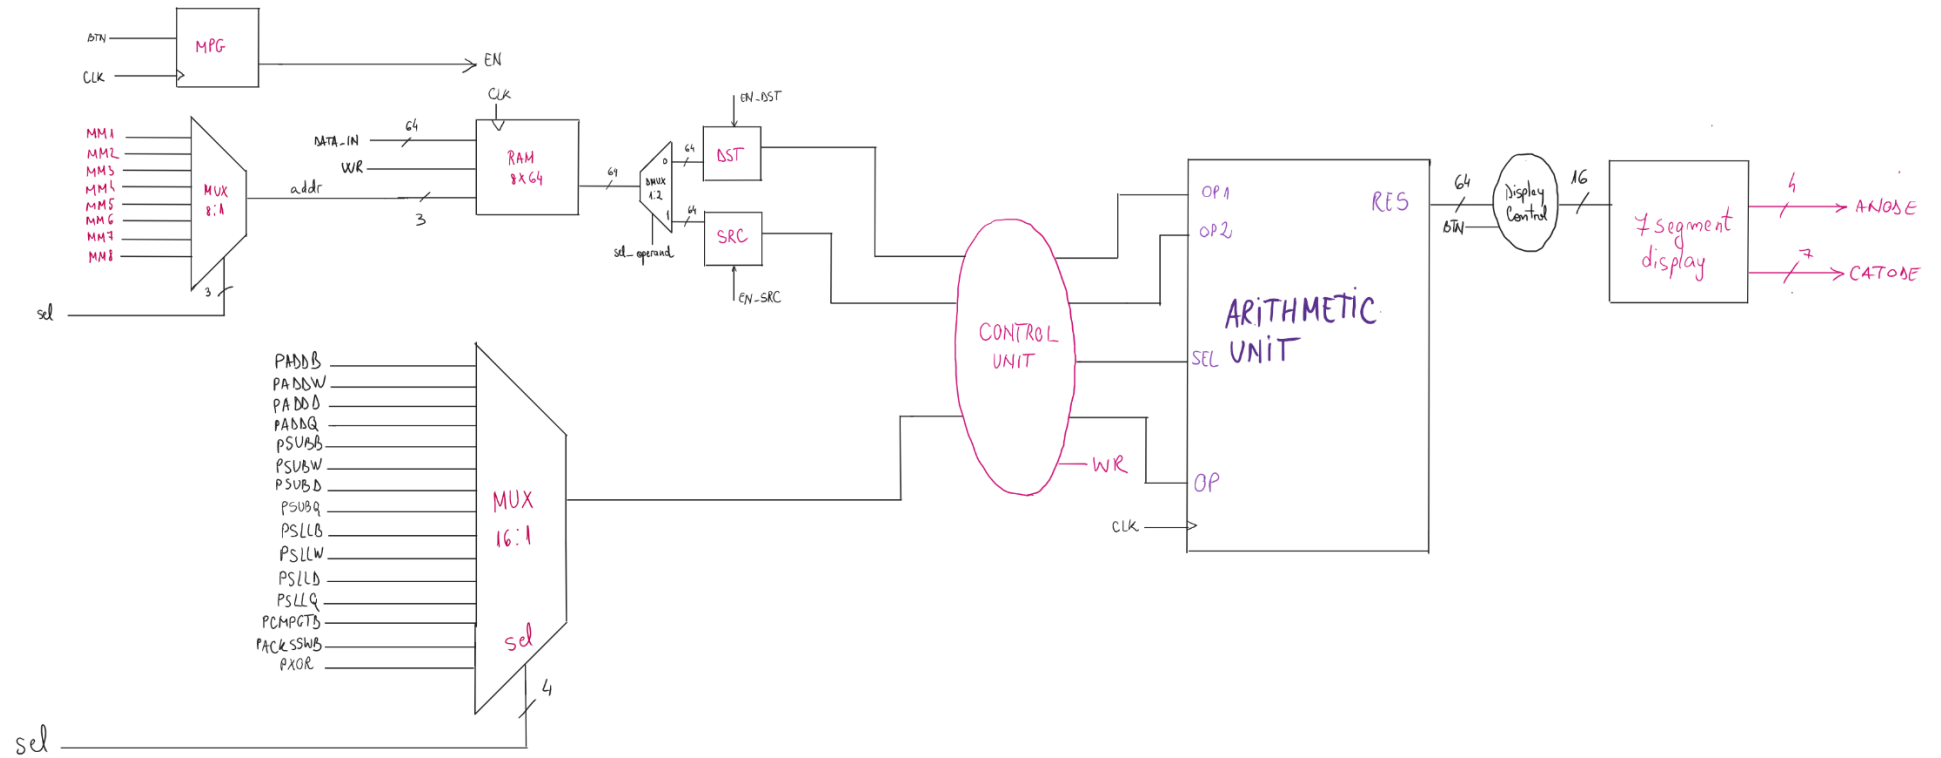 BTN
CLK
MPG
EN
MM1
MM2
MM3
MM4
MM5
MM6
MM7
MM8
MUX
8:1
sel
3
addr
3
DATA_IN
64
WR
CLK
RAM
8x64
64
DMUX
1:2
0
1
sel_operand
64
64
EN_DST
DST
SRC
EN_SRC
PADDB
PADDW
PADDD
PADDQ
PSUBB
PSUBW
PSUBD
PSUBQ
PSLLB
PSLLW
PSLLD
PSLLQ
PCMPGTB
PACKSSWB
PXOR
MUX
16:1
sel
4
sel
CONTROL
UNIT
WR
OP1
OP2
SEL
OP
CLK
RES
ARITHMETIC
UNIT
64
BTN
Display
Control
16
7 segment
display
4
ANODE
7
CATODE